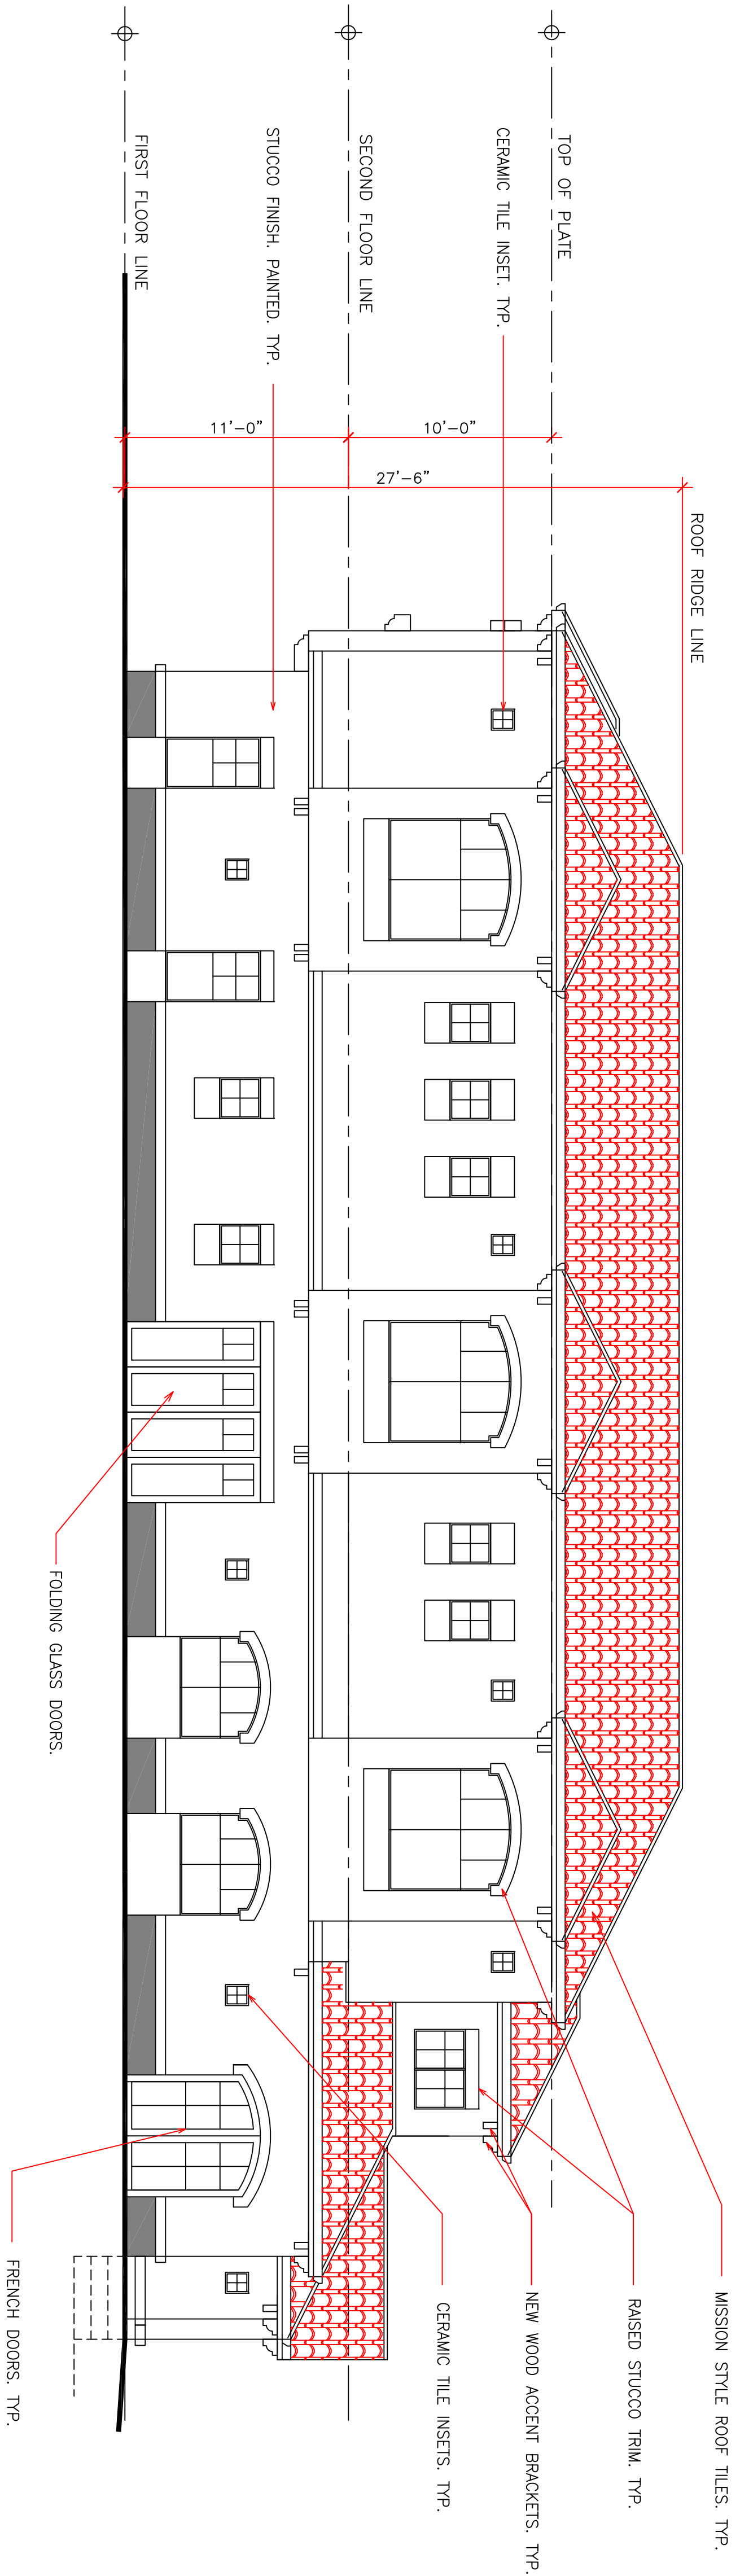 MISSION STYLE ROOF TILES. TYP.
ROOF RIDGE LINE
RAISED STUCCO TRIM. TYP.
TOP OF PLATE
NEW WOOD ACCENT BRACKETS. TYP.
CERAMIC TILE INSET. TYP.
10'-0"
27'-6"
CERAMIC TILE INSETS. TYP.
SECOND FLOOR LINE
STUCCO FINISH. PAINTED. TYP.
11'-0"
FIRST FLOOR LINE
FOLDING GLASS DOORS.
FRENCH DOORS. TYP.